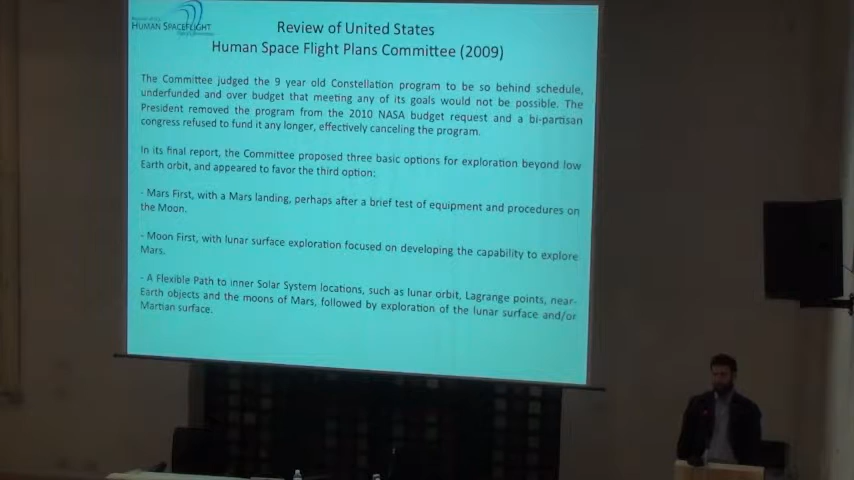 HUMAN SPACEFLIGHT
Review of United States
Human Space Flight Plans Committee (2009)
The Committee judged the 9 year old Constellation program to be so behind schedule,
underfunded and over budget that meeting any of its goals would not be possible. The
President removed the program from the 2010 NASA budget request and a bi-partisan
congress refused to fund it any longer, effectively canceling the program.
In its final report, the Committee proposed three basic options for exploration beyond low
Earth orbit, and appeared to favor the third option:
- Mars First, with a Mars landing, perhaps after a brief test of equipment and procedures on
the Moon.
- Moon First, with lunar surface exploration focused on developing the capability to explore
Mars.
- A Flexible Path to inner Solar System locations, such as lunar orbit, Lagrange points, near-
Earth objects and the moons of Mars, followed by exploration of the lunar surface and/or
Martian surface.